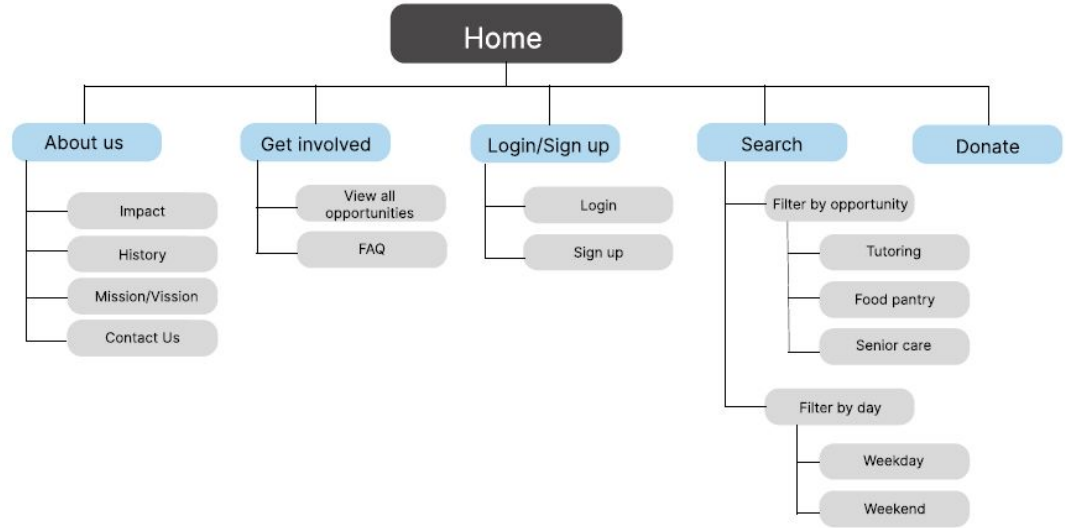 Home
About us
Get involved
Login/Sign up
Search
Donate
Impact
History
Mission/Vission
Contact Us
View all
opportunities
FAQ
Login
Sign up
Filter by opportunity
Tutoring
Food pantry
Senior care
Filter by day
Weekday
Weekend